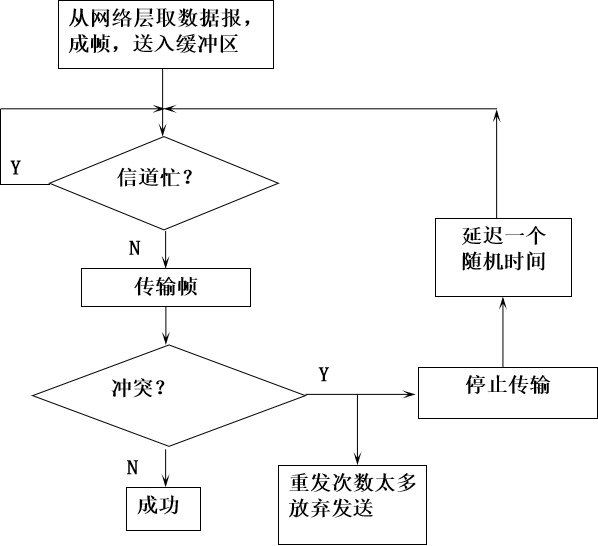 从网络层取数据报，
成帧，送入缓冲区
Y
信道忙？
N
延迟一个
随机时间
传输帧
冲突？
Y
停止传输
N
成功
重发次数太多
放弃发送